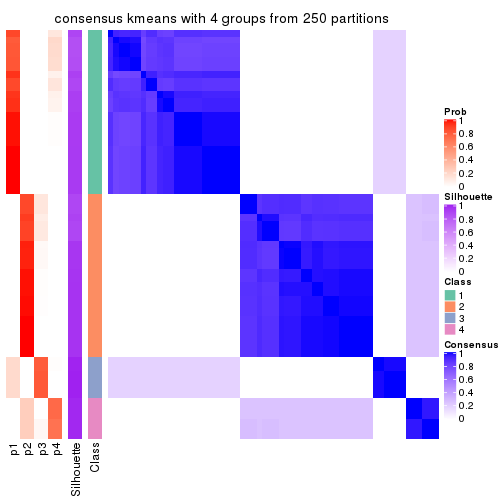 consensus kmeans with 4 groups from 250 partitions
Prob
1
0.8
0.6
0.4
0.2
0
Silhouette
1
0.8
0.6
0.4
0.2
0
Class
1
2
3
4
Consensus
1
0.8
0.6
0.4
0.2
0
p1
p2
p3
p4
Silhouette
Class